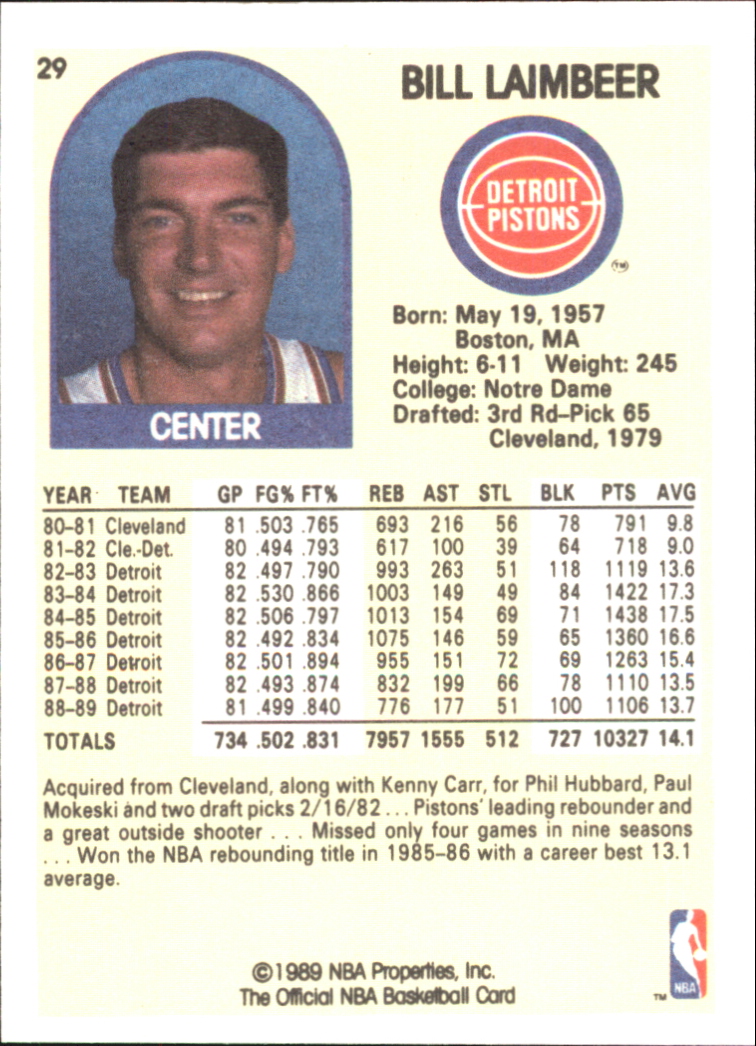 29
BILL LAIMBEER
DETROIT
PISTONS
TM
Born: May 19, 1957
Boston, MA
Height: 6-11 Weight: 245
College: Notre Dame
Drafted: 3rd Rd–Pick 65
Cleveland, 1979
CENTER
YEAR TEAM GP FG% FT% REB AST STL BLK PTS AVG
80–81 Cleveland 81 .503 .765 693 216 56 78 791 9.8
81–82 Cle.-Det. 80 .494 .793 617 100 39 64 718 9.0
82–83 Detroit 82 .497 .790 993 263 51 118 1119 13.6
83–84 Detroit 82 .530 .866 1003 149 49 84 1422 17.3
84–85 Detroit 82 .506 .797 1013 154 69 71 1438 17.5
85–86 Detroit 82 .492 .834 1075 146 59 65 1360 16.6
86–87 Detroit 82 .501 .894 955 151 72 69 1263 15.4
87–88 Detroit 82 .493 .874 832 199 66 78 1110 13.5
88–89 Detroit 81 .499 .840 776 177 51 100 1106 13.7
TOTALS 734 .502 .831 7957 1555 512 727 10327 14.1
Acquired from Cleveland, along with Kenny Carr, for Phil Hubbard, Paul
Mokeski and two draft picks 2/16/82 . . . Pistons' leading rebounder and
a great outside shooter . . . Missed only four games in nine seasons
. . . Won the NBA rebounding title in 1985–86 with a career best 13.1
average.
©1989 NBA Properties, Inc.
The Official NBA Basketball Card
TM
NBA